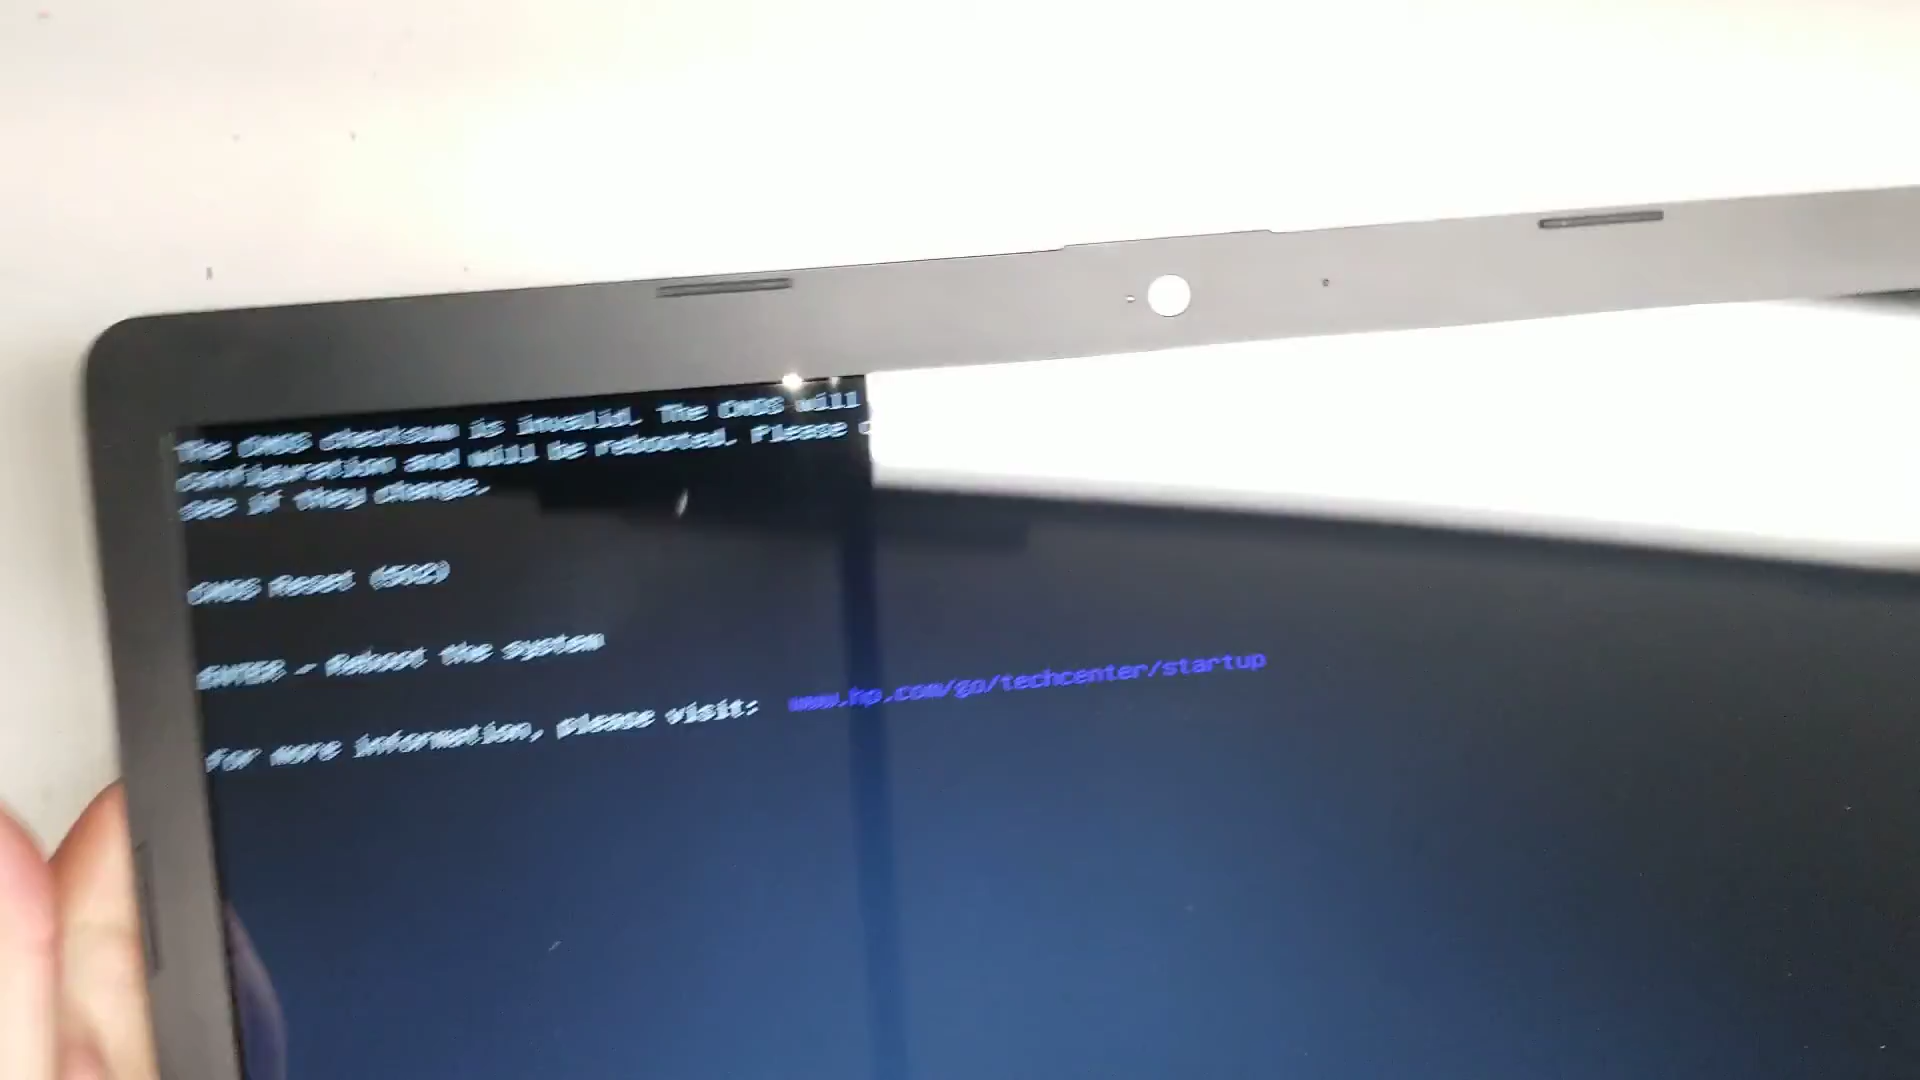 The CMOS checksum is invalid. The CMOS will
configuration and will be rebooted. Please
see if they change.
CMOS Reset (502)
ENTER - Reboot the system
For more information, please visit: www.hp.com/go/techcenter/startup